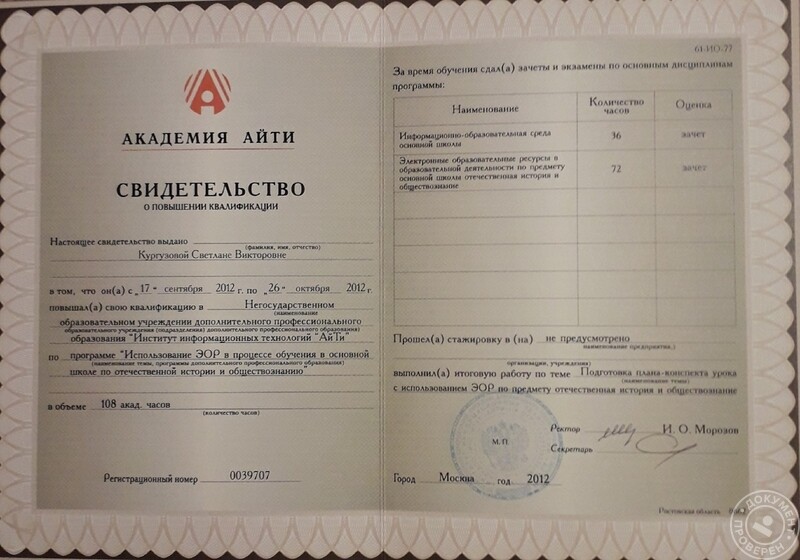 АКАДЕМИЯ АЙТИ
СВИДЕТЕЛЬСТВО
О ПОВЫШЕНИИ КВАЛИФИКАЦИИ
Настоящее свидетельство выдано
(фамилия, имя, отчество)
Кургузовой Светлане Викторовне
в том, что он(а) с „17“ сентября 2012 г. по „26“ октября 2012 г.
повышал(а) свою квалификацию в Негосударственном
(наименование
образовательном учреждении дополнительного профессионального
образовательного учреждения (подразделения) дополнительного профессионального образования)
образования "Институт информационных технологий "АйТи"
по программе "Использование ЭОР в процессе обучения в основной
(наименование темы, программы дополнительного профессионального образования)
школе по отечественной истории и обществознанию"
в объеме 108 акад. часов
(количество часов)
Регистрационный номер 0039707
61-ИО-77
За время обучения сдал(а) зачеты и экзамены по основным дисциплинам
программы:
Наименование Количество часов Оценка
Информационно-образовательная среда
основной школы 36 зачет
Электронные образовательные ресурсы в
образовательной деятельности по предмету
основной школы отечественная история и
обществознание 72 зачет
Прошел(а) стажировку в (на) не предусмотрено
(наименование предприятия,
организации, учреждения)
выполнил(а) итоговую работу по теме Подготовка плана-конспекта урока
(наименование темы)
с использованием ЭОР по предмету отечественная история и обществознание
М.П
Ректор И. О. Морозов
Секретарь
Город Москва год 2012
Ростовская область
ДОКУМЕНТ ПРОВЕРЕН